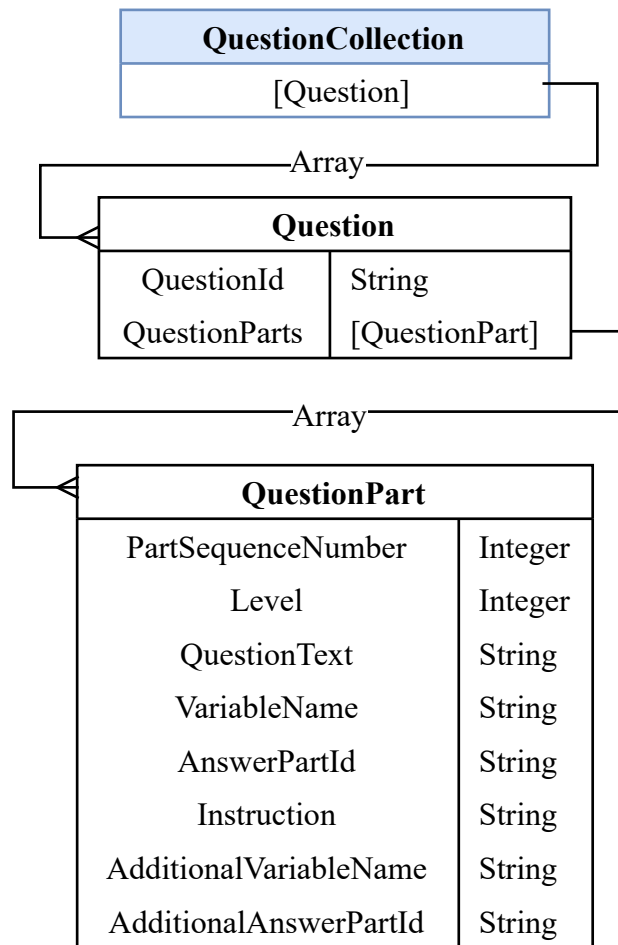 QuestionCollection
[Question]
Array
Question
QuestionId String
QuestionParts [QuestionPart]
Array
QuestionPart
PartSequenceNumber Integer
Level Integer
QuestionText String
VariableName String
AnswerPartId String
Instruction String
AdditionalVariableName String
AdditionalAnswerPartId String